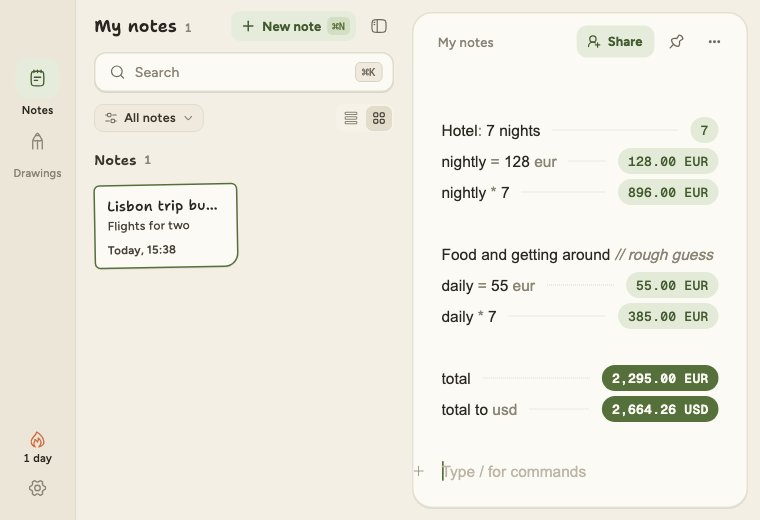 Notes
Drawings
1 day
My notes 1
New note ⌘N
Search ⌘K
All notes
Notes 1
Lisbon trip bu...
Flights for two
Today, 15:38
My notes
Share
Hotel: 7 nights 7
nightly = 128 eur 128.00 EUR
nightly * 7 896.00 EUR
Food and getting around // rough guess
daily = 55 eur 55.00 EUR
daily * 7 385.00 EUR
total 2,295.00 EUR
total to usd 2,664.26 USD
Type / for commands